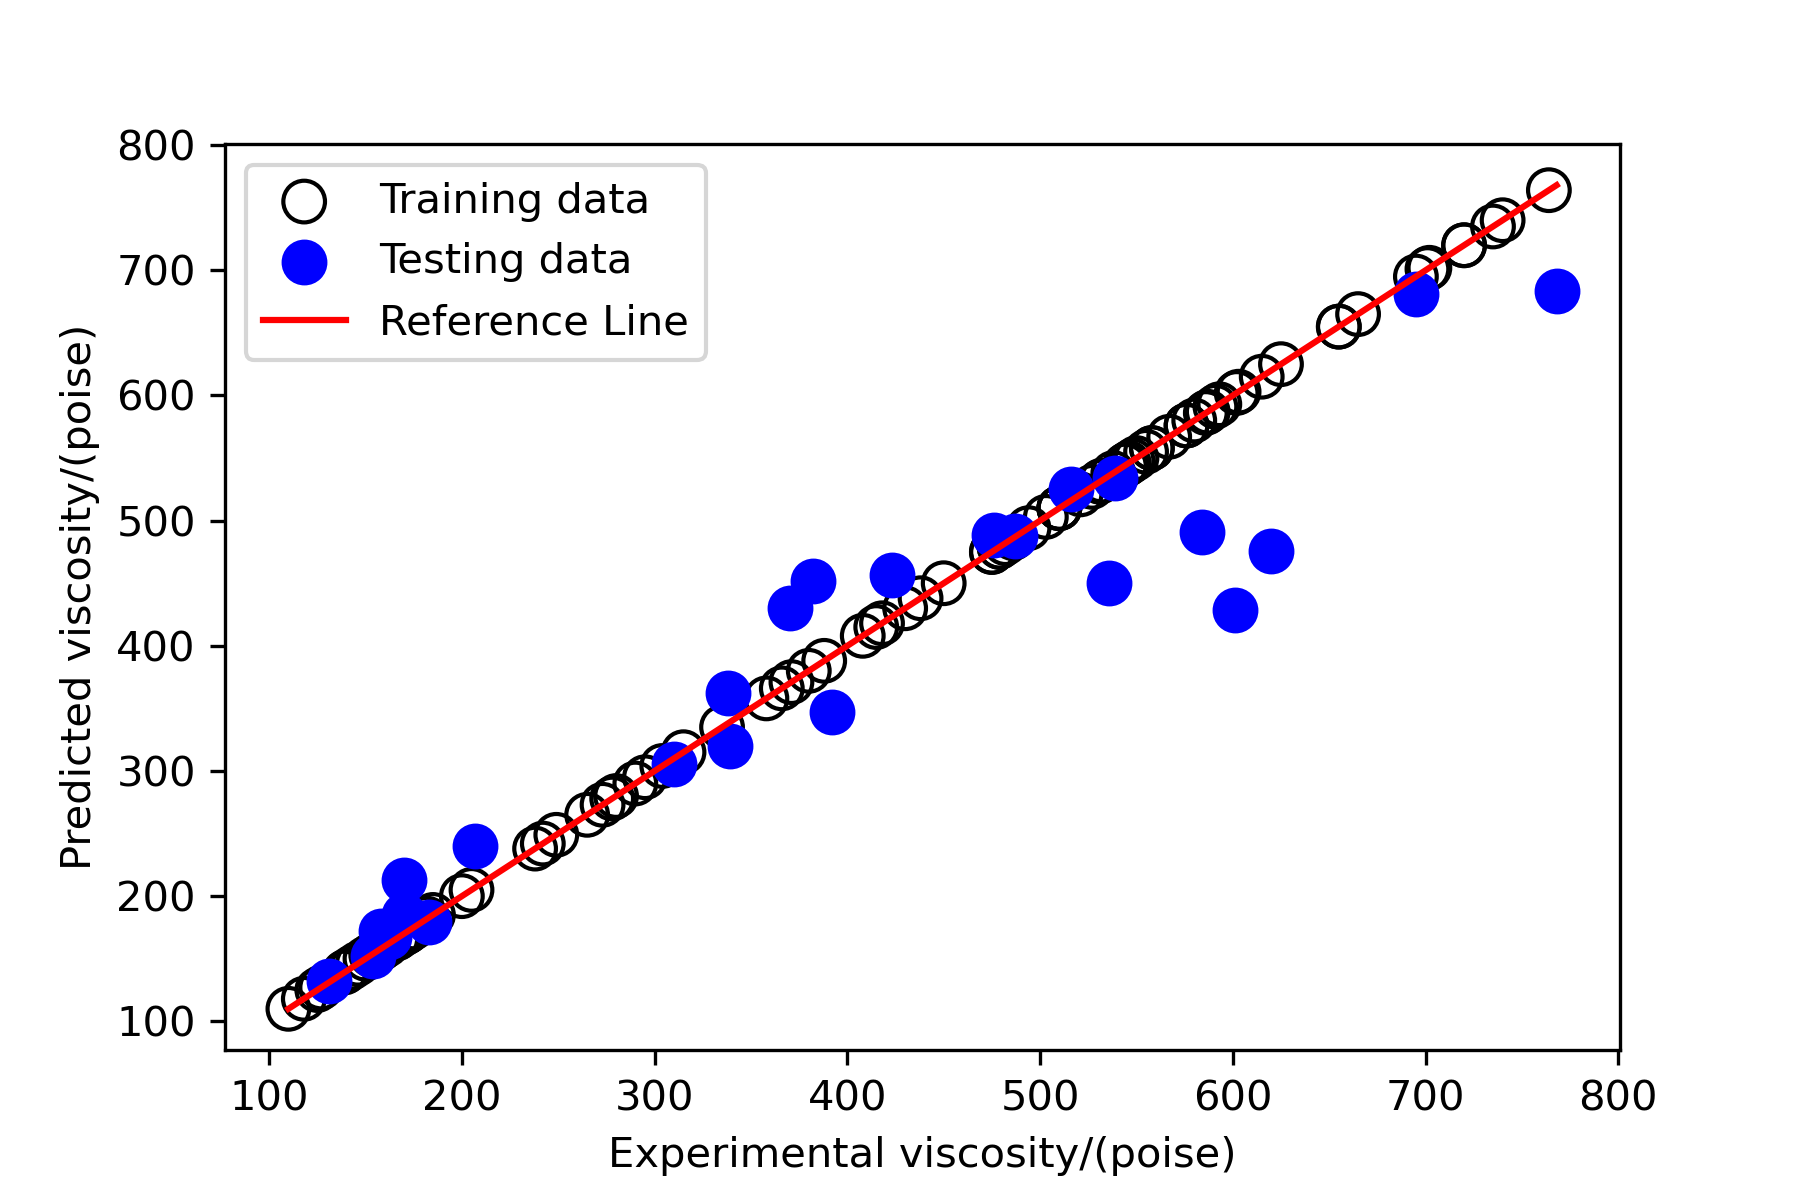 800
700
600
500
400
300
200
100
Predicted viscosity/(poise)
Training data
Testing data
Reference Line
100 200 300 400 500 600 700 800
Experimental viscosity/(poise)